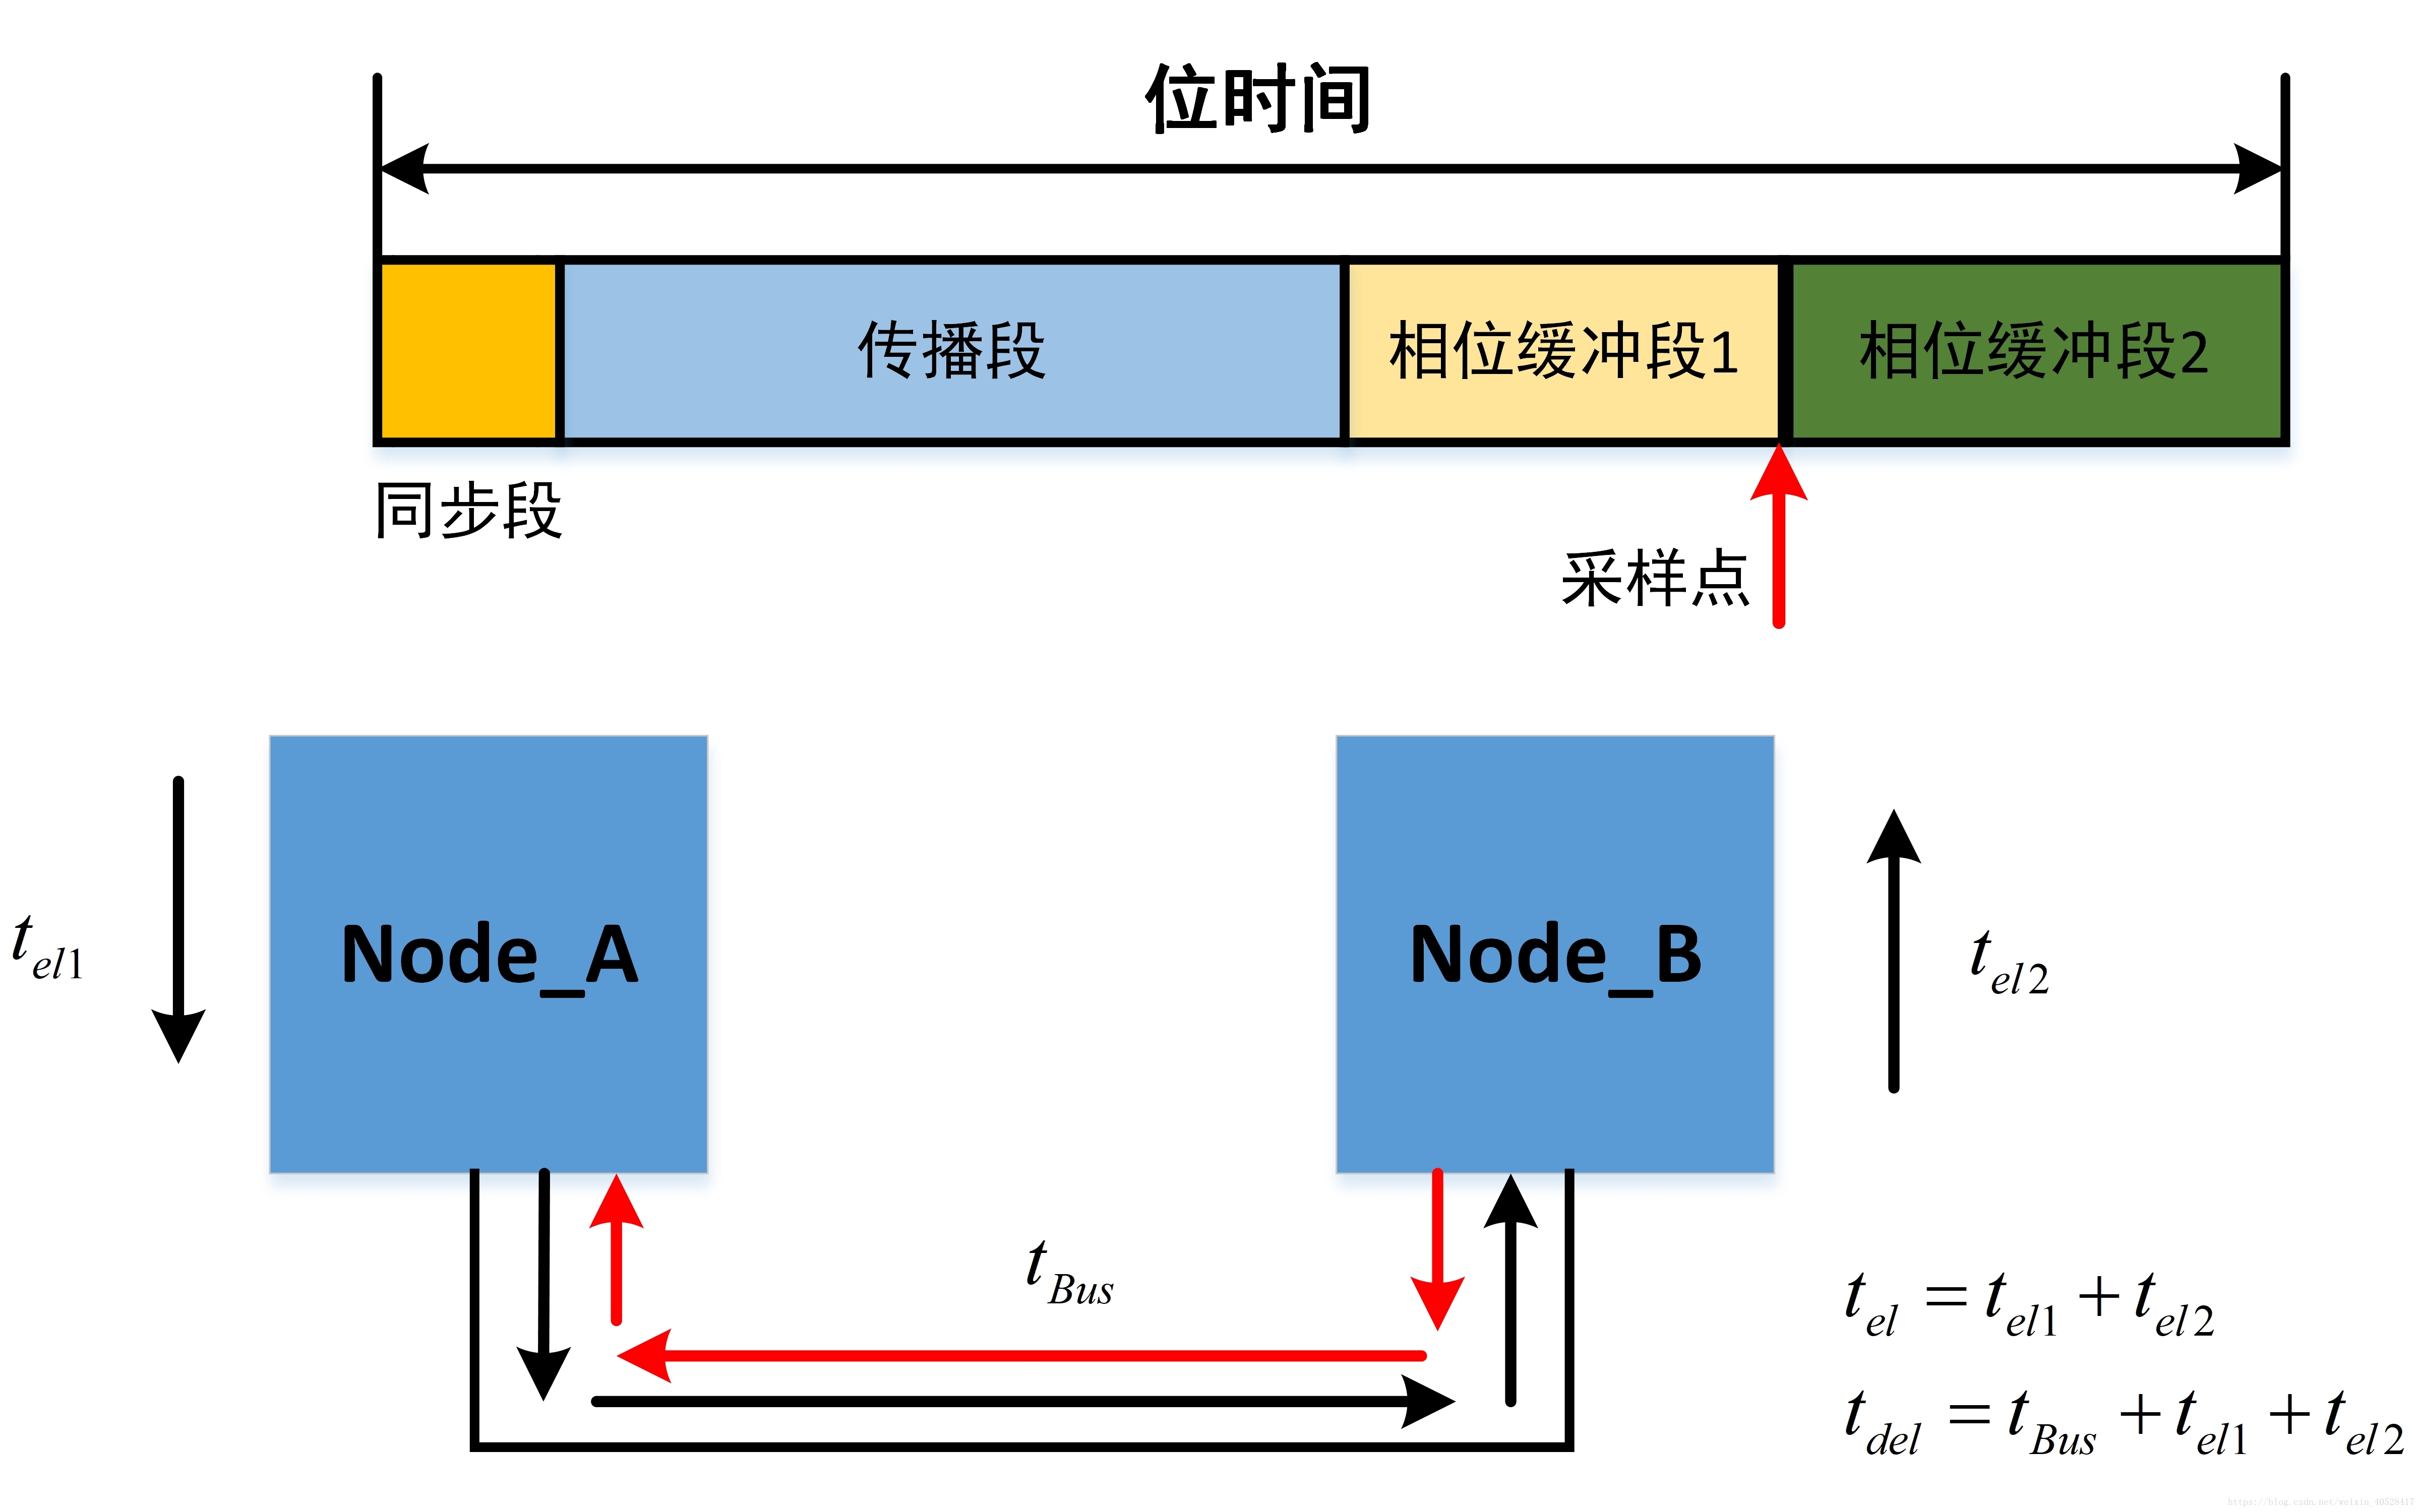 位时间
传播段
相位缓冲段1
相位缓冲段2
同步段
采样点
Node_A
Node_B
t_{el1}
t_{el2}
t_{Bus}
t_{el} = t_{el1} + t_{el2}
t_{del} = t_{Bus} + t_{el1} + t_{el2}
https://blog.csdn.net/weixin_40528417